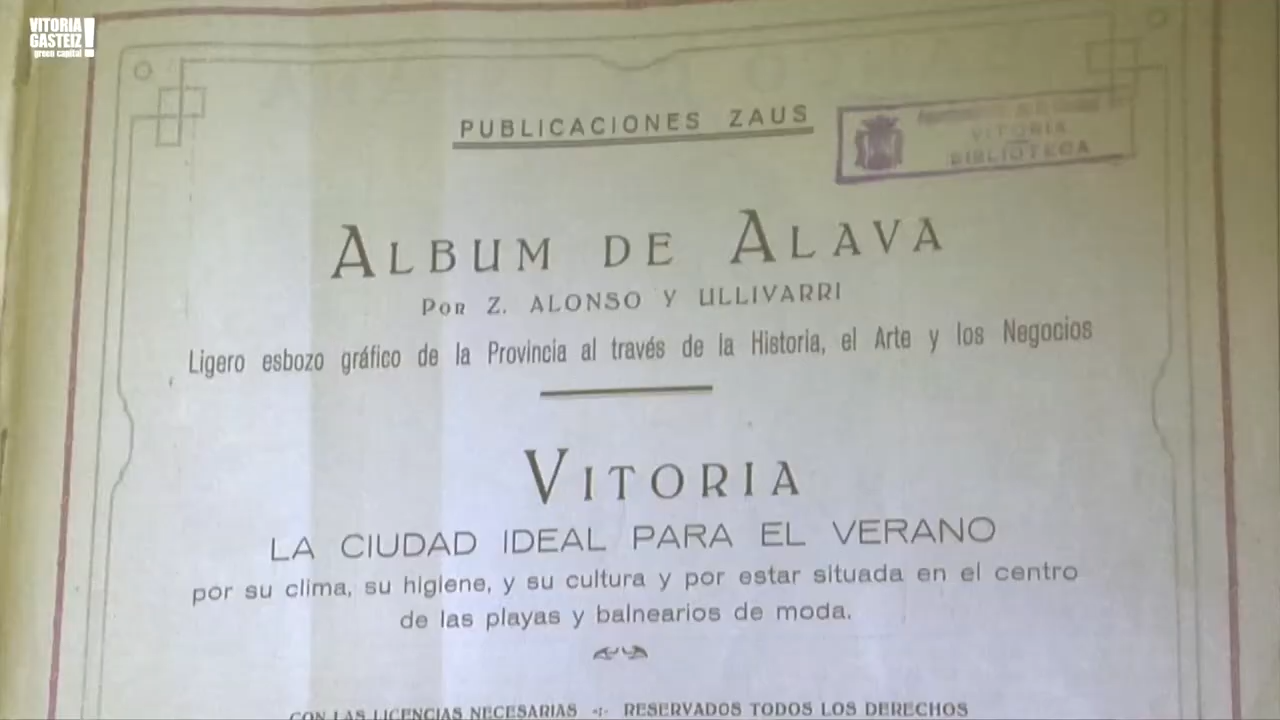 VITORIA
GASTEIZ
green capital
PUBLICACIONES ZAUS
VITORIA
BIBLIOTECA
ALBUM DE ALAVA
POR Z. ALONSO Y ULLIVARRI
Ligero esbozo gráfico de la Provincia al través de la Historia, el Arte y los Negocios
VITORIA
LA CIUDAD IDEAL PARA EL VERANO
por su clima, su higiene, y su cultura y por estar situada en el centro
de las playas y balnearios de moda.
CON LAS LICENCIAS NECESARIAS -:- RESERVADOS TODOS LOS DERECHOS